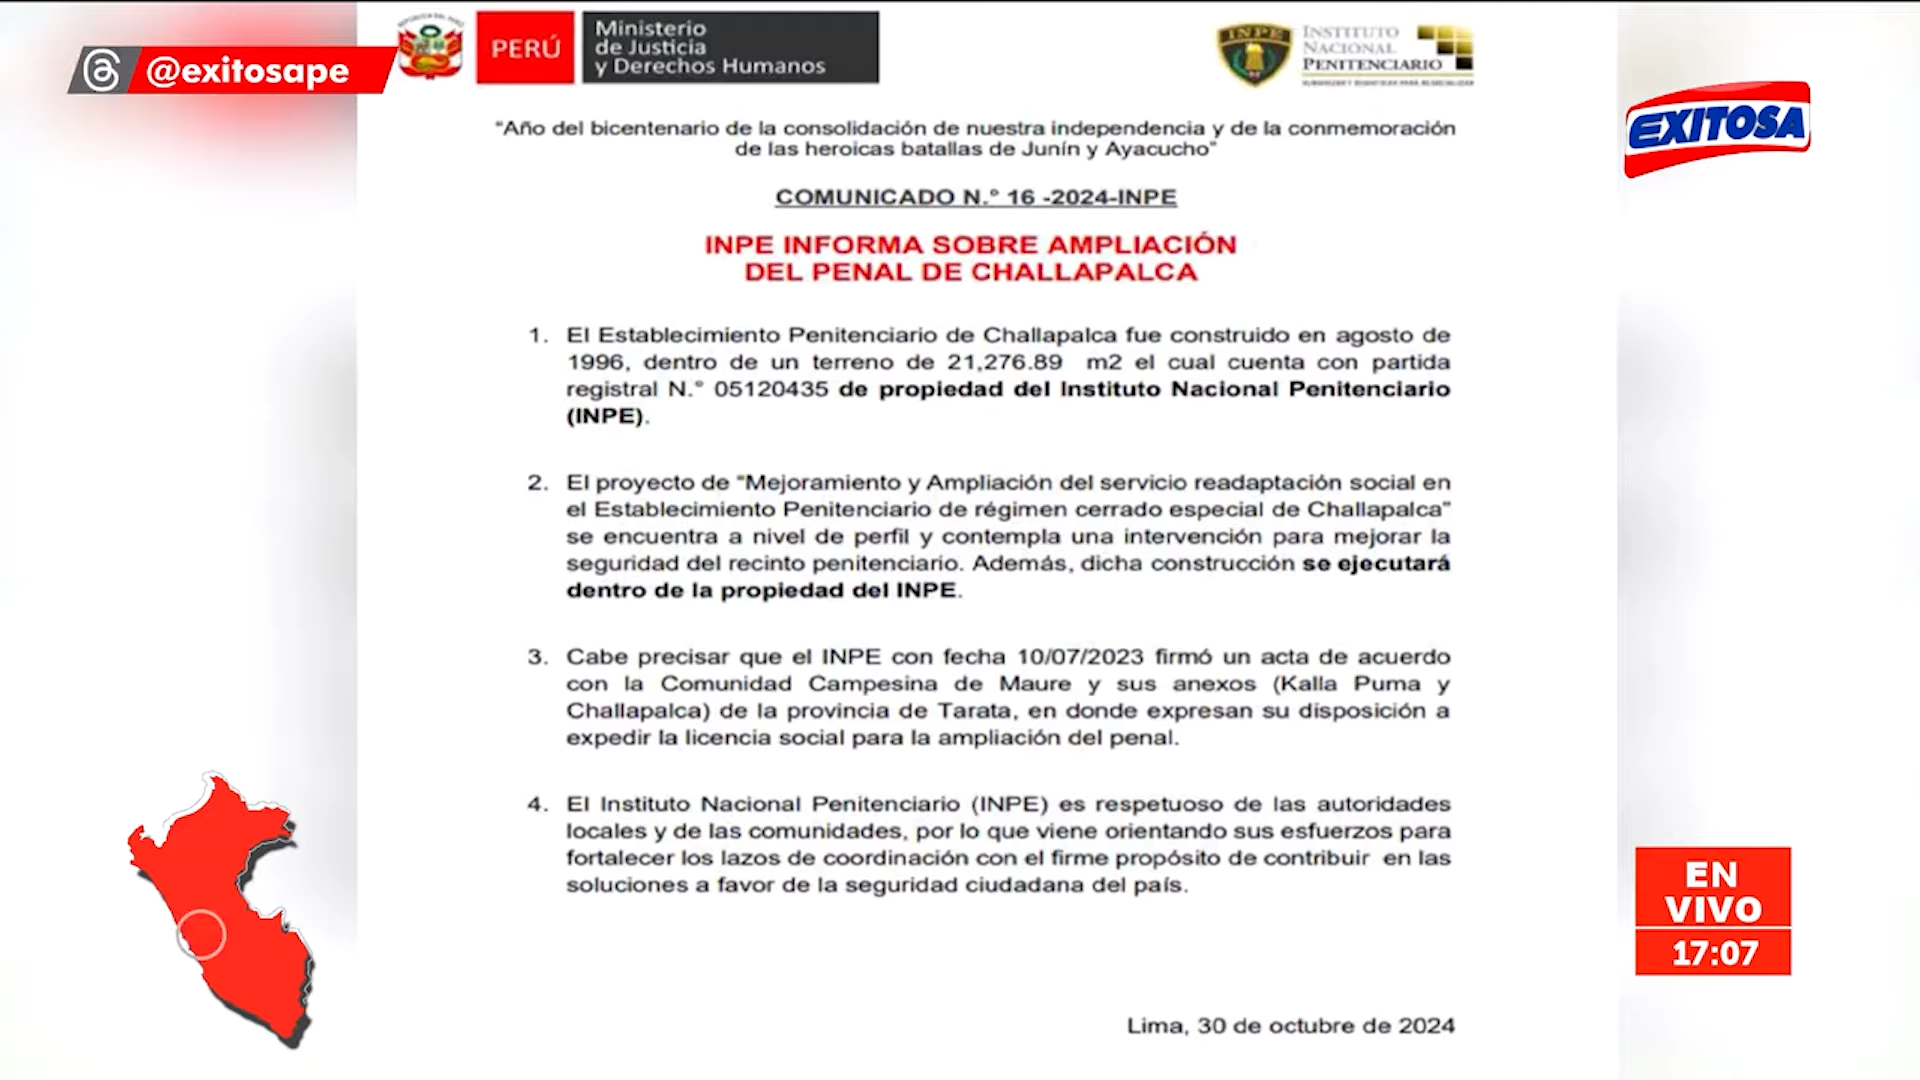 @exitosape
REPÚBLICA DEL PERÚ
PERÚ
Ministerio
de Justicia
y Derechos Humanos
INPE
INSTITUTO
NACIONAL
PENITENCIARIO
EXITOSA
"Año del bicentenario de la consolidación de nuestra independencia y de la conmemoración
de las heroicas batallas de Junín y Ayacucho"
COMUNICADO N.° 16 -2024-INPE
INPE INFORMA SOBRE AMPLIACIÓN
DEL PENAL DE CHALLAPALCA
1. El Establecimiento Penitenciario de Challapalca fue construido en agosto de
1996, dentro de un terreno de 21,276.89 m2 el cual cuenta con partida
registral N.° 05120435 de propiedad del Instituto Nacional Penitenciario
(INPE).
2. El proyecto de "Mejoramiento y Ampliación del servicio readaptación social en
el Establecimiento Penitenciario de régimen cerrado especial de Challapalca"
se encuentra a nivel de perfil y contempla una intervención para mejorar la
seguridad del recinto penitenciario. Además, dicha construcción se ejecutará
dentro de la propiedad del INPE.
3. Cabe precisar que el INPE con fecha 10/07/2023 firmó un acta de acuerdo
con la Comunidad Campesina de Maure y sus anexos (Kalla Puma y
Challapalca) de la provincia de Tarata, en donde expresan su disposición a
expedir la licencia social para la ampliación del penal.
4. El Instituto Nacional Penitenciario (INPE) es respetuoso de las autoridades
locales y de las comunidades, por lo que viene orientando sus esfuerzos para
fortalecer los lazos de coordinación con el firme propósito de contribuir en las
soluciones a favor de la seguridad ciudadana del país.
Lima, 30 de octubre de 2024
EN
VIVO
17:07